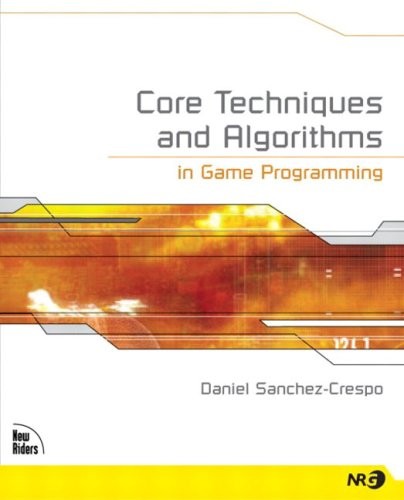 Core Techniques
and Algorithms
in Game Programming
Daniel Sanchez-Crespo
New
Riders
NRG